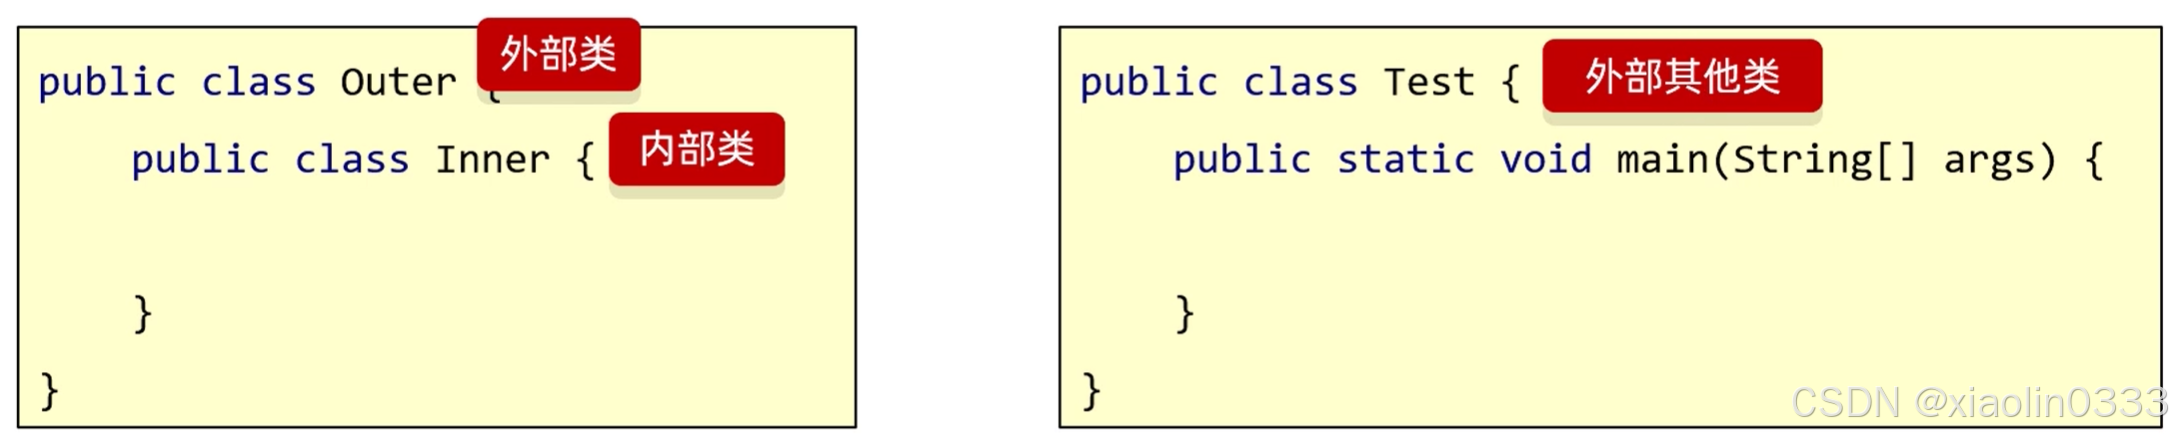 public class Outer { 外部类
public class Inner { 内部类
}
}
public class Test { 外部其他类
public static void main(String[] args) {
}
}
CSDN @xiaolin0333